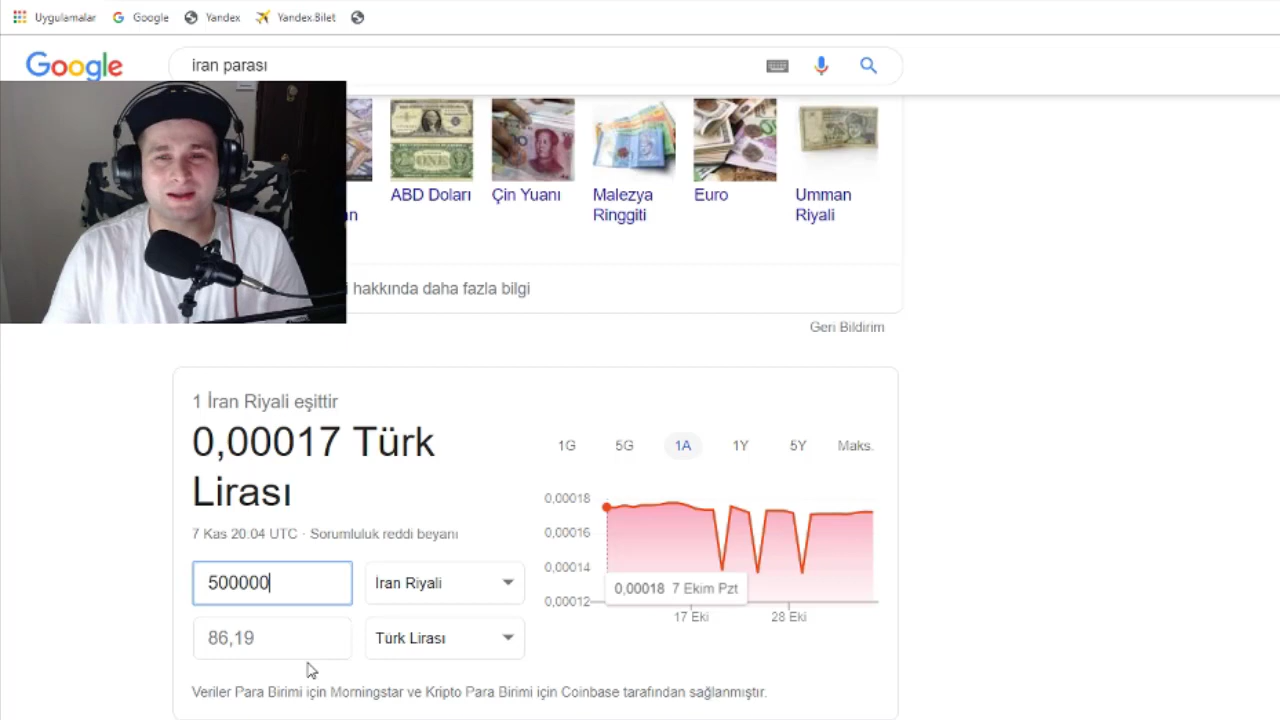 Uygulamalar Google Yandex Yandex.Bilet
Google iran parası
ABD Doları Çin Yuanı Malezya Ringgiti Euro Umman Riyali
hakkında daha fazla bilgi
Geri Bildirim
1 İran Riyali eşittir
0,00017 Türk
Lirası
7 Kas 20.04 UTC · Sorumluluk reddi beyanı
500000 İran Riyali
86,19 Türk Lirası
1G 5G 1A 1Y 5Y Maks.
0,00018
0,00016
0,00014
0,00012
0,00018 7 Ekim Pzt
17 Eki 28 Eki
Veriler Para Birimi için Morningstar ve Kripto Para Birimi için Coinbase tarafından sağlanmıştır.